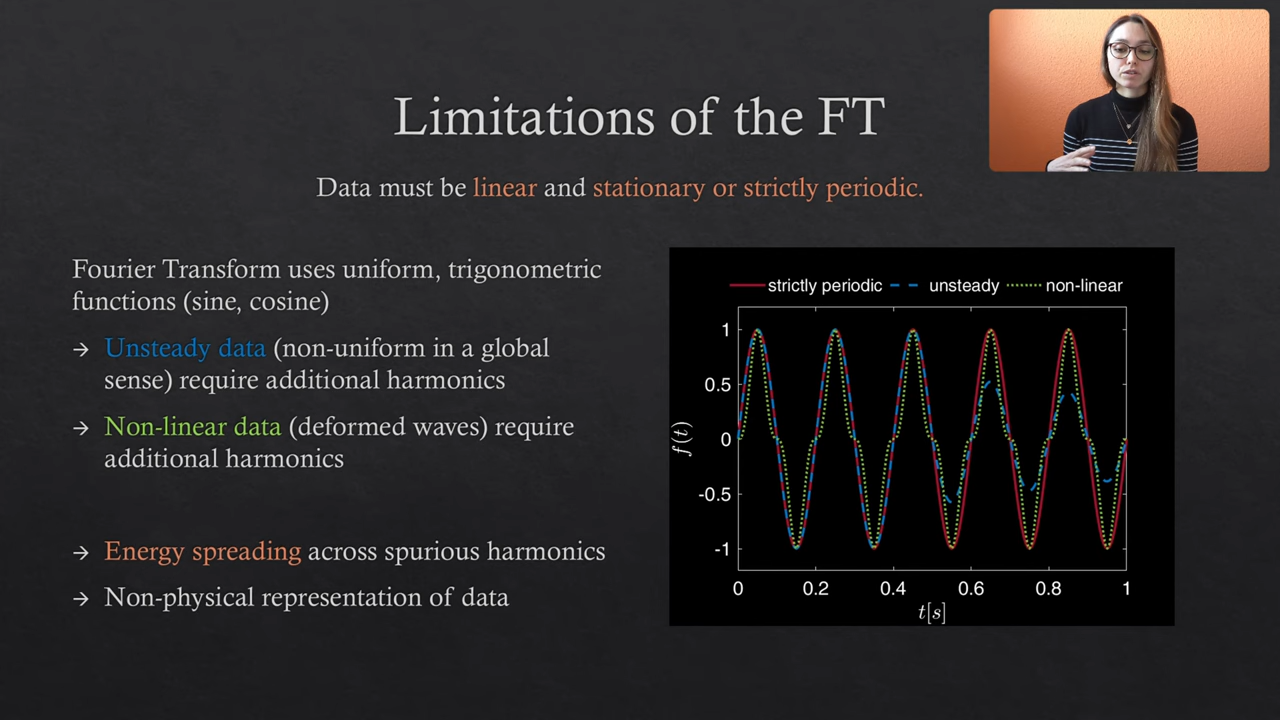 Limitations of the FT
Data must be linear and stationary or strictly periodic.
Fourier Transform uses uniform, trigonometric
functions (sine, cosine)
→ Unsteady data (non-uniform in a global
sense) require additional harmonics
→ Non-linear data (deformed waves) require
additional harmonics
→ Energy spreading across spurious harmonics
→ Non-physical representation of data
strictly periodic unsteady non-linear
1
0.5
0
-0.5
-1
f(t)
0 0.2 0.4 0.6 0.8 1
t[s]